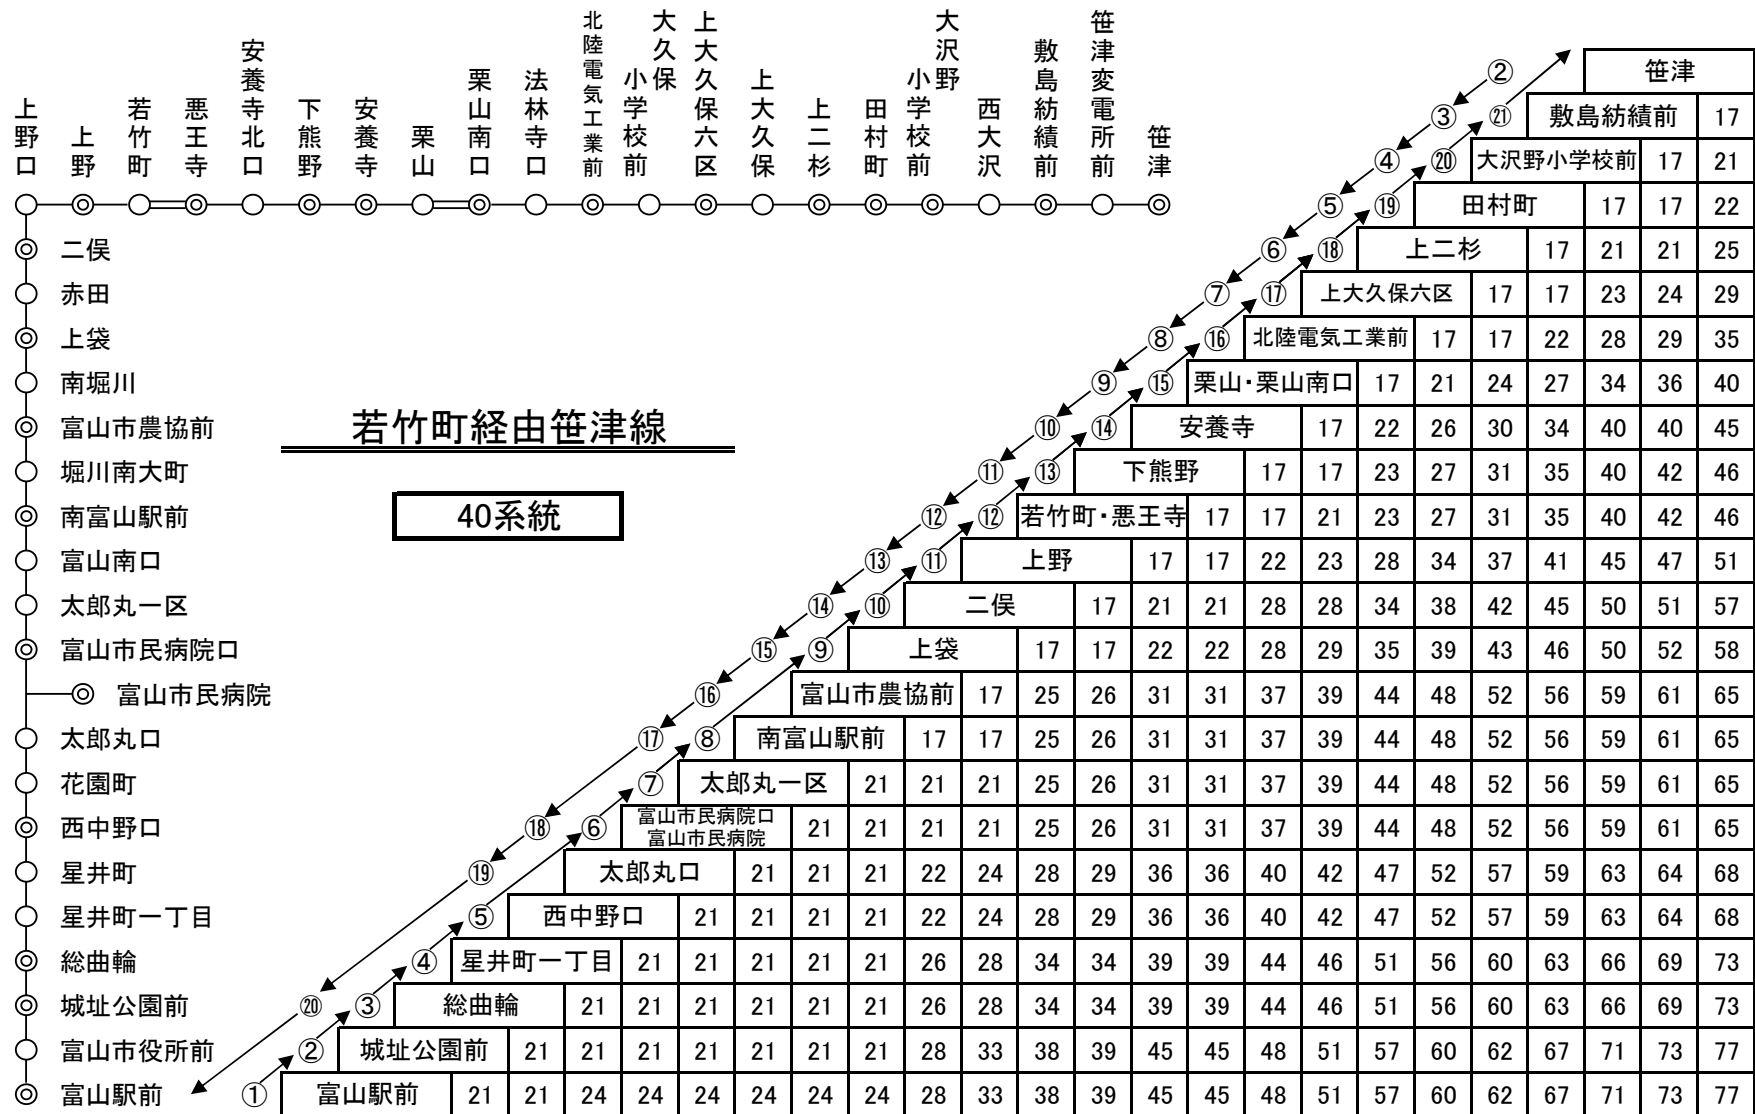 上野口
上野
若竹町
悪王寺
安養寺北口
下熊野
安養寺
栗山
栗山南口
法林寺口
北陸電気工業前
大久保小学校前
上大久保六区
上大久保
上二杉
田村町
大沢野小学校前
西大沢
敷島紡績前
笹津変電所前
笹津
二俣
赤田
上袋
南堀川
富山市農協前
堀川南大町
南富山駅前
富山南口
太郎丸一区
富山市民病院口
富山市民病院
太郎丸口
花園町
西中野口
星井町
星井町一丁目
総曲輪
城址公園前
富山市役所前
富山駅前
若竹町経由笹津線
40系統
② 笹津
③ ㉑ 敷島紡績前 17
④ ⑳ 大沢野小学校前 17 21
⑤ ⑲ 田村町 17 17 22
⑥ ⑱ 上二杉 17 21 21 25
⑦ ⑰ 上大久保六区 17 17 23 24 29
⑧ ⑯ 北陸電気工業前 17 17 22 28 29 35
⑨ ⑮ 栗山・栗山南口 17 21 24 27 34 36 40
⑩ ⑭ 安養寺 17 22 26 30 34 40 40 45
⑪ ⑬ 下熊野 17 17 23 27 31 35 40 42 46
⑫ ⑫ 若竹町・悪王寺 17 17 21 23 27 31 35 40 42 46
⑬ ⑪ 上野 17 17 22 23 28 34 37 41 45 47 51
⑭ ⑩ 二俣 17 21 21 28 28 34 38 42 45 50 51 57
⑮ ⑨ 上袋 17 17 22 22 28 29 35 39 43 46 50 52 58
⑯ 富山市農協前 17 25 26 31 31 37 39 44 48 52 56 59 61 65
⑰ ⑧ 南富山駅前 17 17 25 26 31 31 37 39 44 48 52 56 59 61 65
⑦ 太郎丸一区 21 21 21 25 26 31 31 37 39 44 48 52 56 59 61 65
⑱ ⑥ 富山市民病院口
富山市民病院 21 21 21 21 25 26 31 31 37 39 44 48 52 56 59 61 65
⑲ 太郎丸口 21 21 21 22 24 28 29 36 36 40 42 47 52 57 59 63 64 68
⑤ 西中野口 21 21 21 21 22 24 28 29 36 36 40 42 47 52 57 59 63 64 68
④ 星井町一丁目 21 21 21 21 21 26 28 34 34 39 39 44 46 51 56 60 63 66 69 73
⑳ ③ 総曲輪 21 21 21 21 21 21 26 28 34 34 39 39 44 46 51 56 60 63 66 69 73
② 城址公園前 21 21 21 21 21 21 21 28 33 38 39 45 45 48 51 57 60 62 67 71 73 77
① 富山駅前 21 21 24 24 24 24 24 24 28 33 38 39 45 45 48 51 57 60 62 67 71 73 77